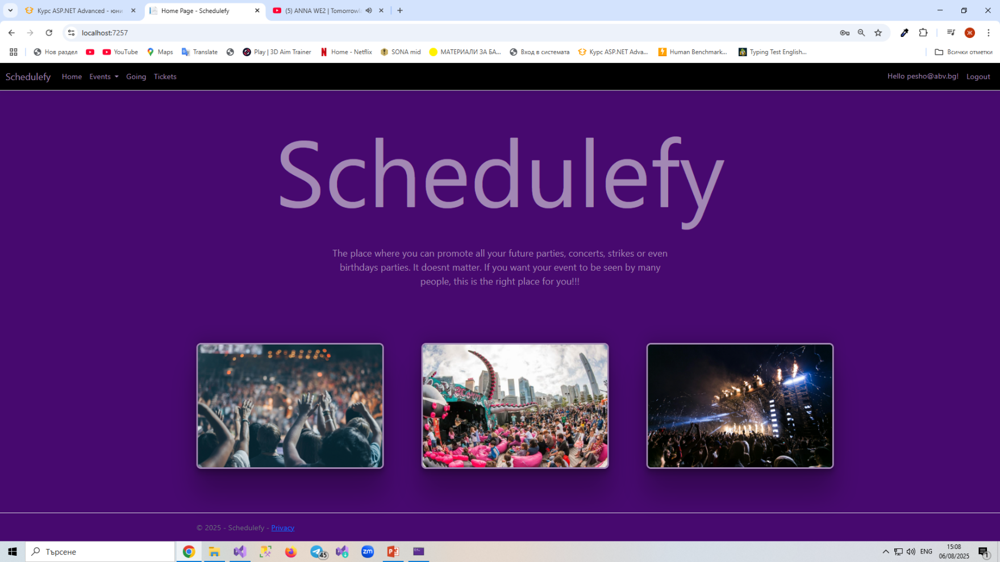 Курс ASP.NET Advanced - юни
Home Page - Schedulefy
(5) ANNA WE2 | Tomorrowla
localhost:7257
Ж
Нов раздел
YouTube
Maps
Translate
Play | 3D Aim Trainer
Home - Netflix
SONA mid
МАТЕРИАЛИ ЗА БА...
Вход в системата
Курс ASP.NET Adva...
Human Benchmark...
Typing Test English...
Всички отметки
Schedulefy Home Events Going Tickets Hello pesho@abv.bg! Logout
Schedulefy
The place where you can promote all your future parties, concerts, strikes or even
birthdays parties. It doesnt matter. If you want your event to be seen by many
people, this is the right place for you!!!
© 2025 - Schedulefy - Privacy
Търсене
45
zm
ENG
15:08
06/08/2025
1